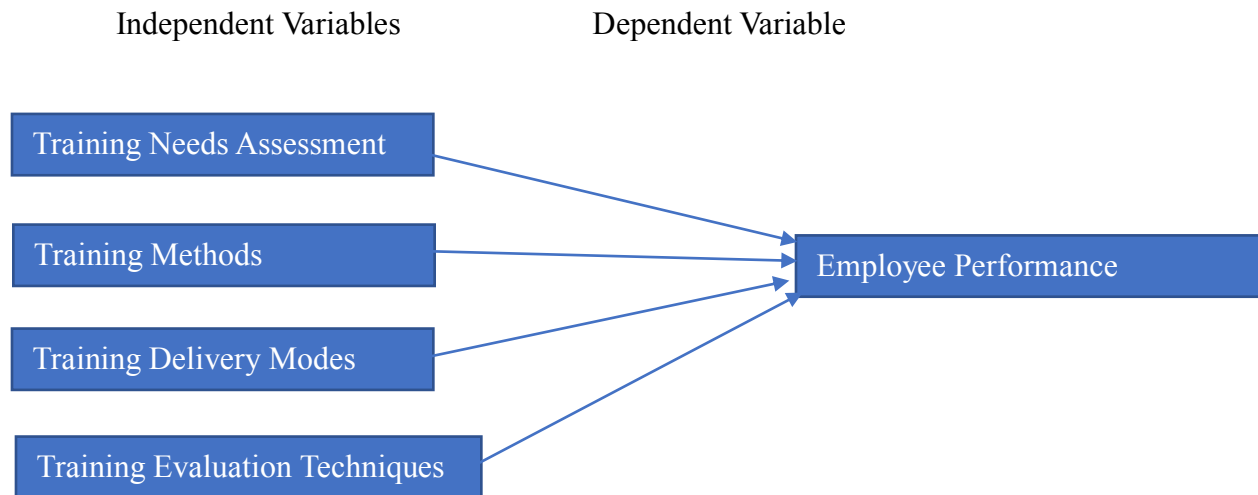 Independent Variables
Dependent Variable
Training Needs Assessment
Training Methods
Employee Performance
Training Delivery Modes
Training Evaluation Techniques